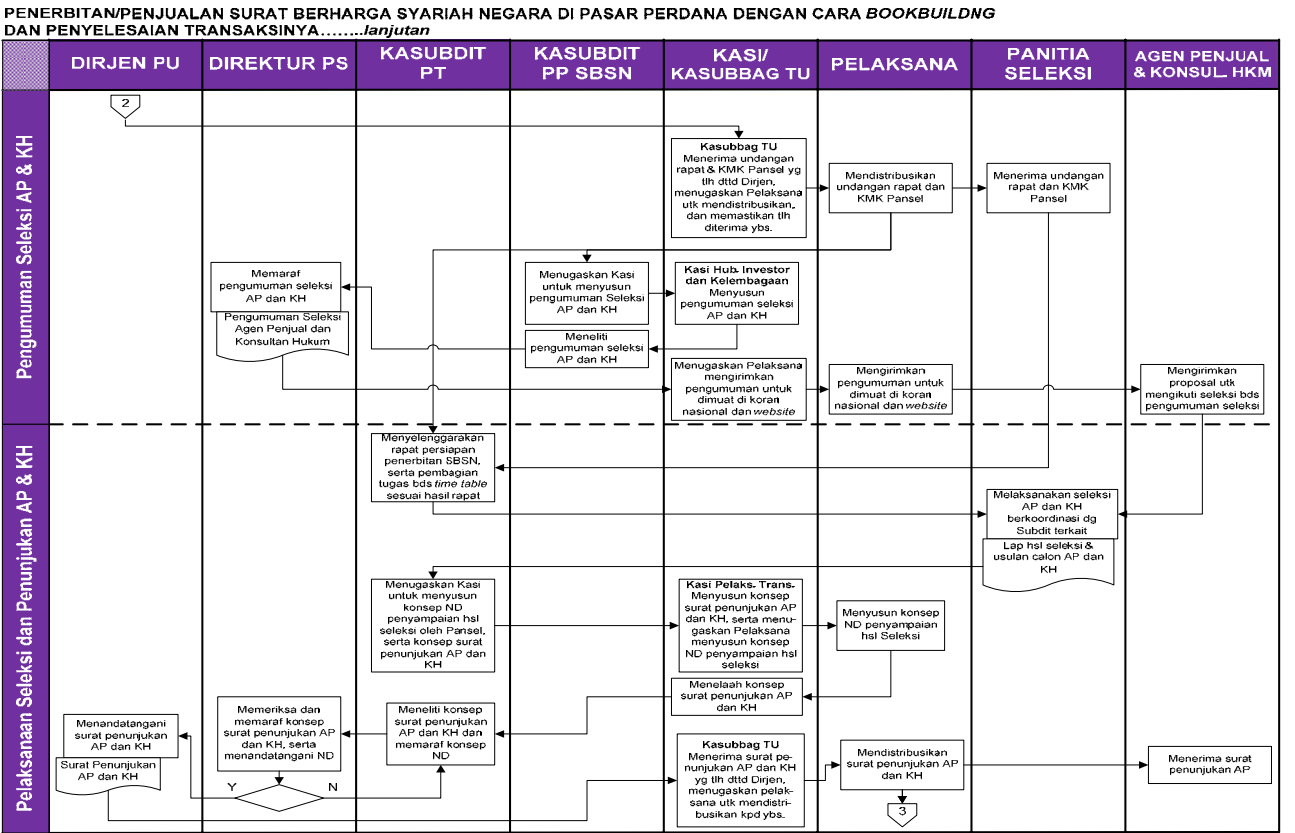 PENERBITAN/PENJUALAN SURAT BERHARGA SYARIAH NEGARA DI PASAR PERDANA DENGAN CARA BOOKBUILDNG
DAN PENYELESAIAN TRANSAKSINYA........lanjutan
DIRJEN PU
DIREKTUR PS
KASUBDIT
PT
KASUBDIT
PP SBSN
KASI/
KASUBBAG TU
PELAKSANA
PANITIA
SELEKSI
AGEN PENJUAL
& KONSUL. HKM
Pengumuman Seleksi AP & KH
2
Kasubbag TU
Menerima undangan
rapat & KMK Pansel yg
tlh dttd Dirjen,
menugaskan Pelaksana
utk mendistribusikan,
dan memastikan tlh
diterima ybs.
Mendistribusikan
undangan rapat dan
KMK Pansel
Menerima undangan
rapat dan KMK
Pansel
Memaraf
pengumuman seleksi
AP dan KH
Pengumuman Seleksi
Agen Penjual dan
Konsultan Hukum
Menugaskan Kasi
untuk menyusun
pengumuman Seleksi
AP dan KH
Kasi Hub. Investor
dan Kelembagaan
Menyusun
pengumuman seleksi
AP dan KH
Meneliti
pengumuman seleksi
AP dan KH
Menugaskan Pelaksana
mengirimkan
pengumuman untuk
dimuat di koran
nasional dan website
Mengirimkan
pengumuman untuk
dimuat di koran
nasional dan website
Mengirimkan
proposal utk
mengikuti seleksi bds
pengumuman seleksi
Pelaksanaan Seleksi dan Penunjukan AP & KH
Menyelenggarakan
rapat persiapan
penerbitan SBSN,
serta pembagian
tugas bds time table
sesuai hasil rapat
Melaksanakan seleksi
AP dan KH
berkoordinasi dg
Subdit terkait
Lap hsl seleksi &
usulan calon AP dan
KH
Menugaskan Kasi
untuk menyusun
konsep ND
penyampaian hsl
seleksi oleh Pansel,
serta konsep surat
penunjukan AP dan
KH
Kasi Pelaks. Trans.
Menyusun konsep
surat penunjukan AP
dan KH, serta menu-
gaskan Pelaksana
menyusun konsep
ND penyampaian hsl
seleksi
Menyusun konsep
ND penyampaian
hsl Seleksi
Menelaah konsep
surat penunjukan AP
dan KH
Meneliti konsep
surat penunjukan
AP dan KH dan
memaraf konsep
ND
Memeriksa dan
memaraf konsep
surat penunjukan AP
dan KH, serta
menandatangani ND
Menandatangani
surat penunjukan
AP dan KH
Surat Penunjukan
AP dan KH
Y
N
Kasubbag TU
Menerima surat pe-
nunjukan AP dan KH
yg tlh dttd Dirjen,
menugaskan pelak-
sana utk mendistri-
busikan kpd ybs.
Mendistribusikan
surat penunjukan AP
dan KH
3
Menerima surat
penunjukan AP